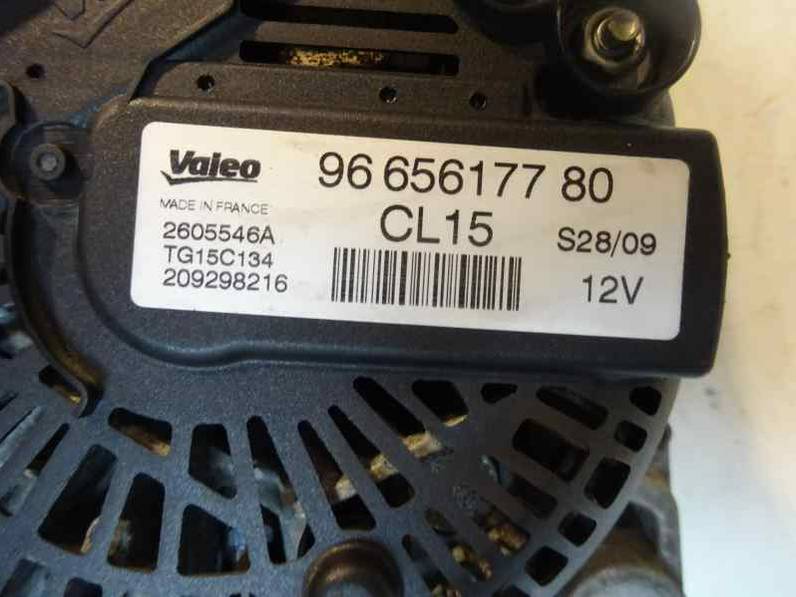 Valeo
96 656177 80
MADE IN FRANCE
CL15
2605546A
S28/09
TG15C134
209298216
12V